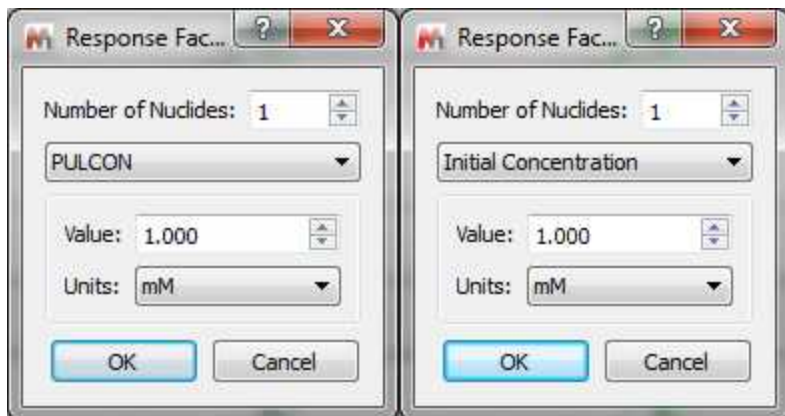 Response Fac...
Number of Nuclides: 1
PULCON
Value: 1.000
Units: mM
OK Cancel
Response Fac...
Number of Nuclides: 1
Initial Concentration
Value: 1.000
Units: mM
OK Cancel